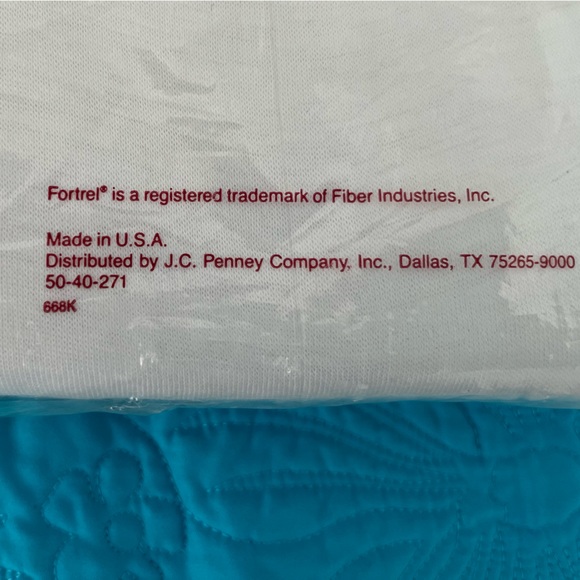 Fortrel® is a registered trademark of Fiber Industries, Inc.
Made in U.S.A.
Distributed by J.C. Penney Company, Inc., Dallas, TX 75265-9000
50-40-271
668K